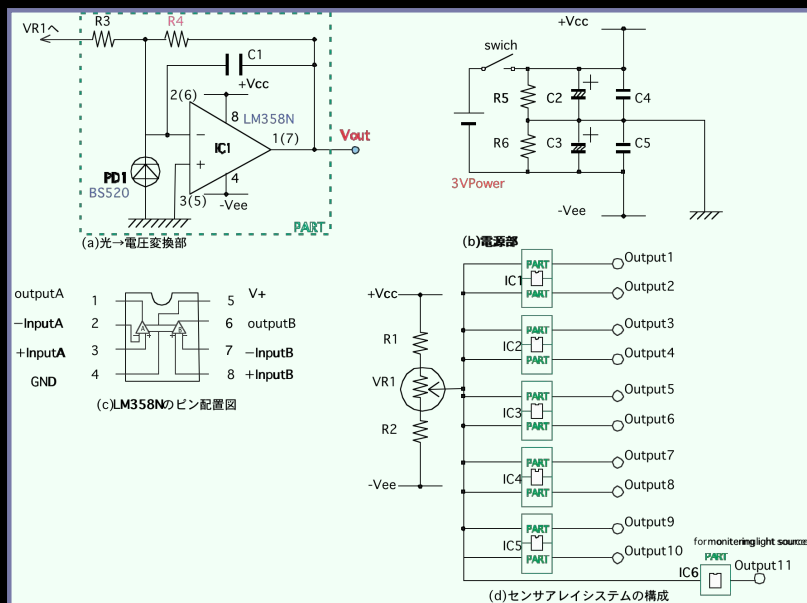 VR1へ
R3
R4
C1
+Vcc
2(6)
8
LM358N
IC1
1(7)
Vout
PD1
BS520
3(5)
4
-Vee
PART
(a)光→電圧変換部
+Vcc
swich
R5
C2
C4
R6
C3
C5
3VPower
-Vee
(b)電源部
outputA
1
5
V+
−InputA
2
6
outputB
+InputA
3
7
−InputB
GND
4
8
+InputB
A
B
(c)LM358Nのピン配置図
+Vcc
R1
VR1
R2
-Vee
PART
IC1
PART
Output1
Output2
PART
IC2
PART
Output3
Output4
PART
IC3
PART
Output5
Output6
PART
IC4
PART
Output7
Output8
PART
IC5
PART
Output9
Output10
for monitering light source
PART
IC6
Output11
(d)センサアレイシステムの構成